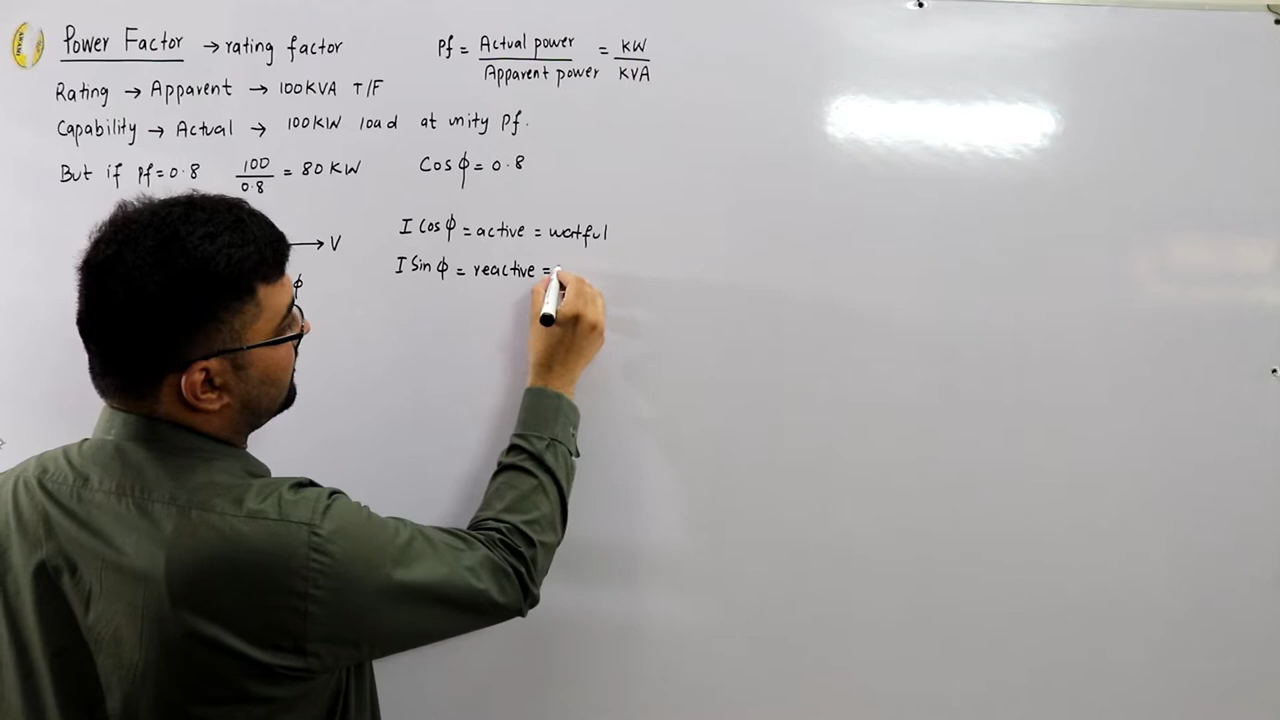 Power Factor → rating factor
Pf = Actual power / Apparent power = KW / KVA
Rating → Apparent → 100KVA T/F
Capability → Actual → 100KW load at unity Pf.
But if Pf = 0.8 100 / 0.8 = 80 KW Cos ϕ = 0.8
→ V
ϕ
I Cos ϕ = active = watful
I Sin ϕ = reactive =